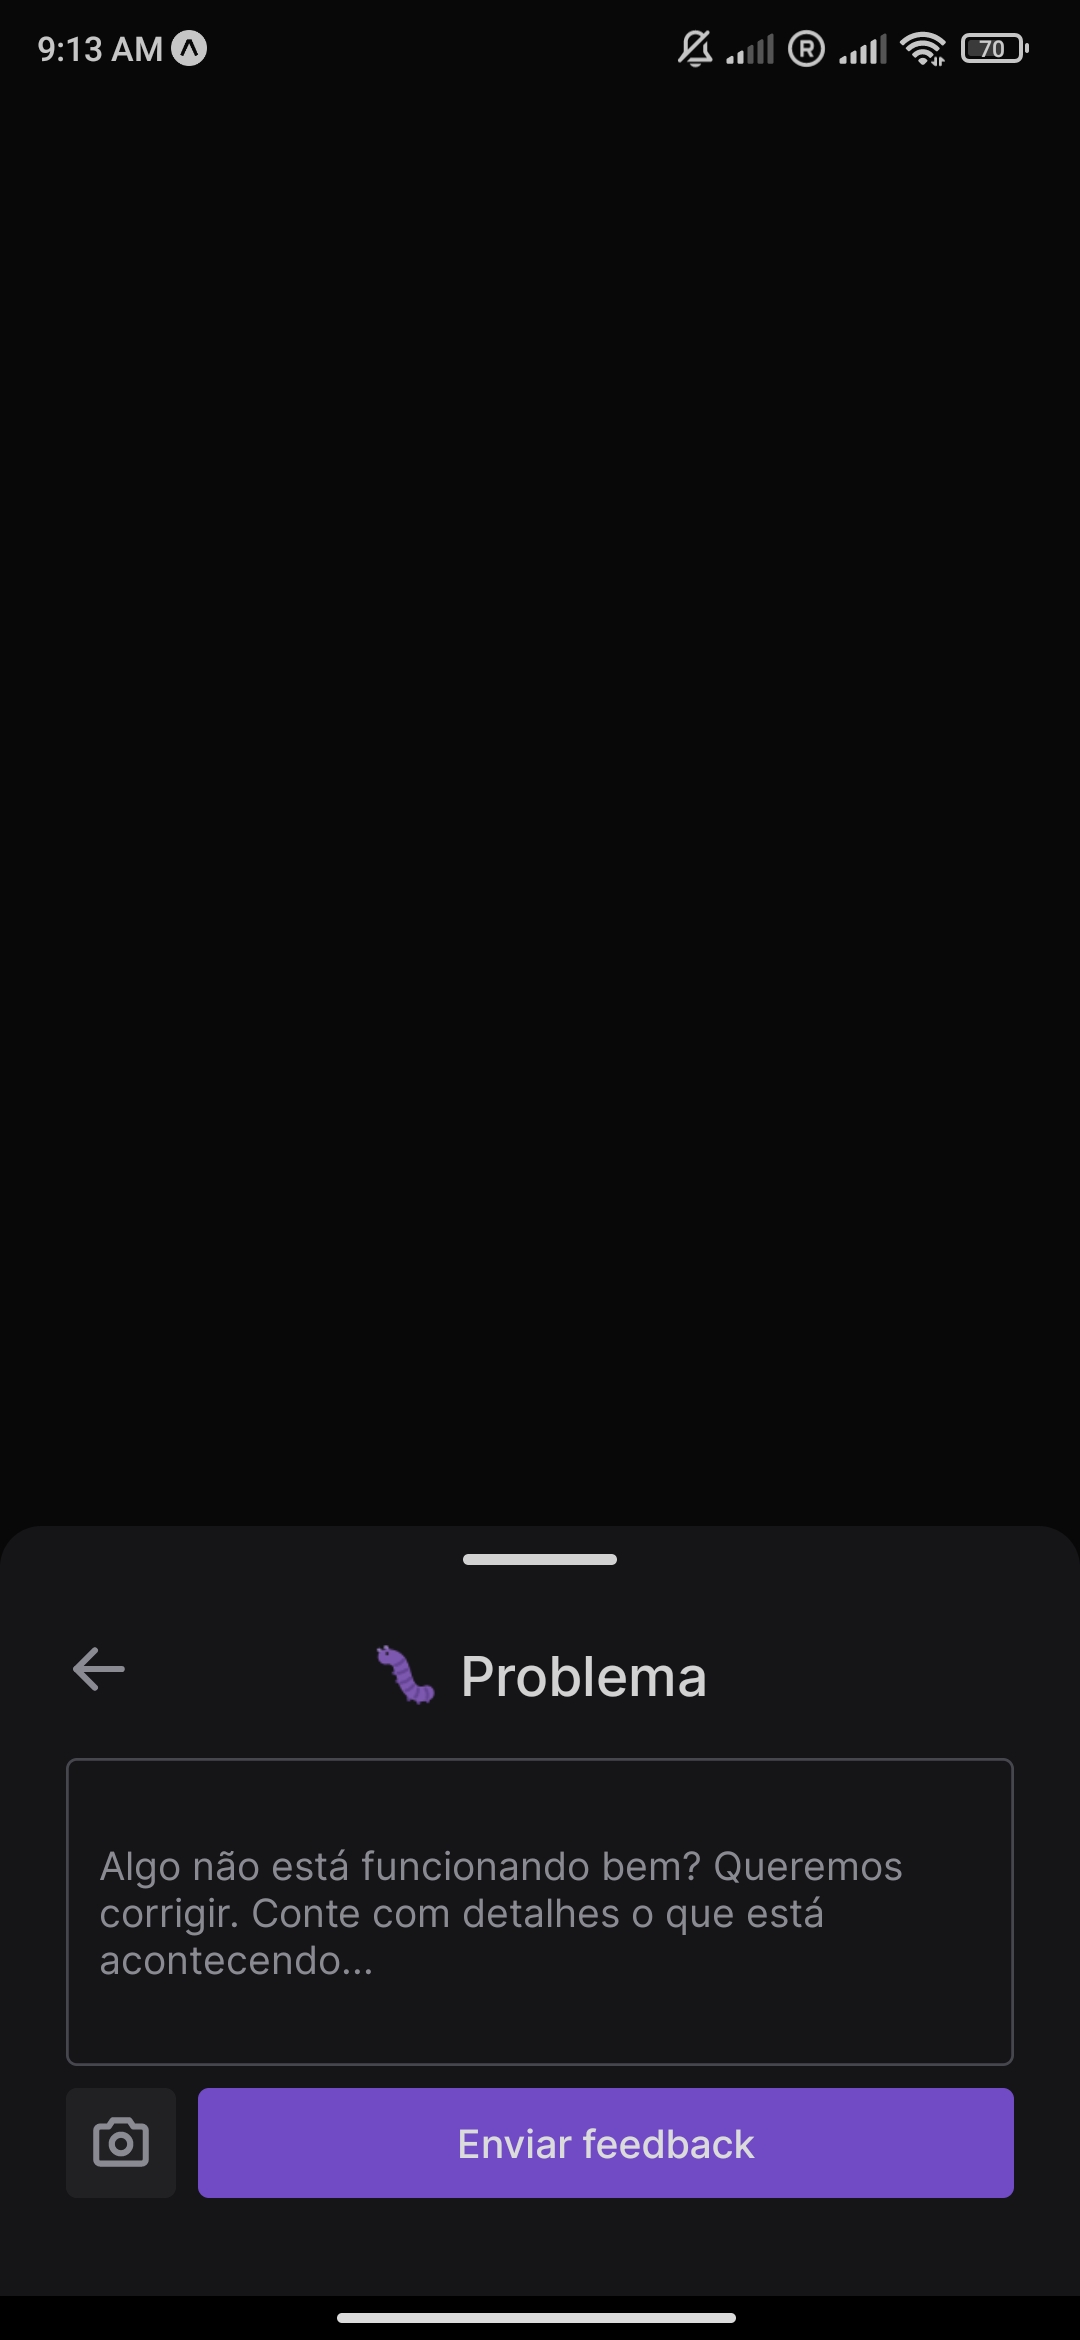 9:13 AM
R
70
Problema
Algo não está funcionando bem? Queremos
corrigir. Conte com detalhes o que está
acontecendo...
Enviar feedback